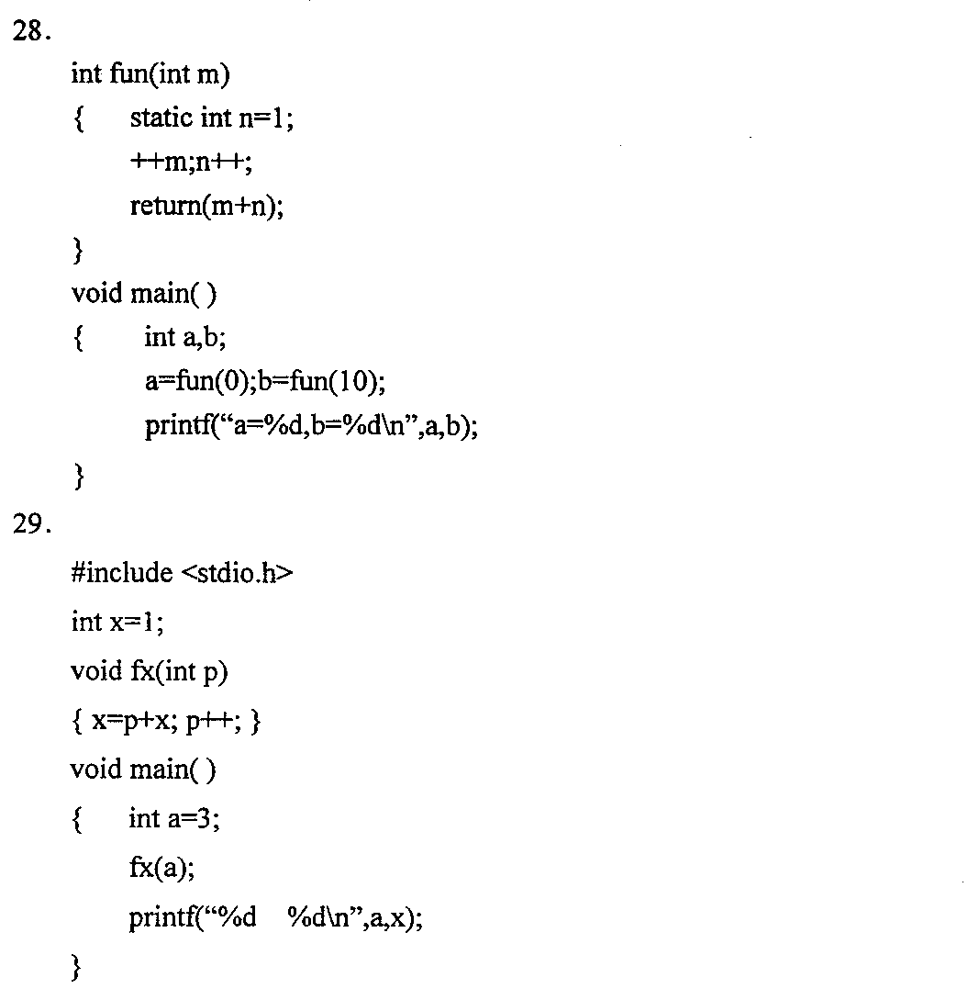 28.
int fun(int m)
{ static int n=1;
++m;n++;
return(m+n);
}
void main( )
{ int a,b;
a=fun(0);b=fun(10);
printf(“a=%d,b=%d\n”,a,b);
}
29.
#include <stdio.h>
int x=1;
void fx(int p)
{ x=p+x; p++; }
void main( )
{ int a=3;
fx(a);
printf(“%d %d\n”,a,x);
}